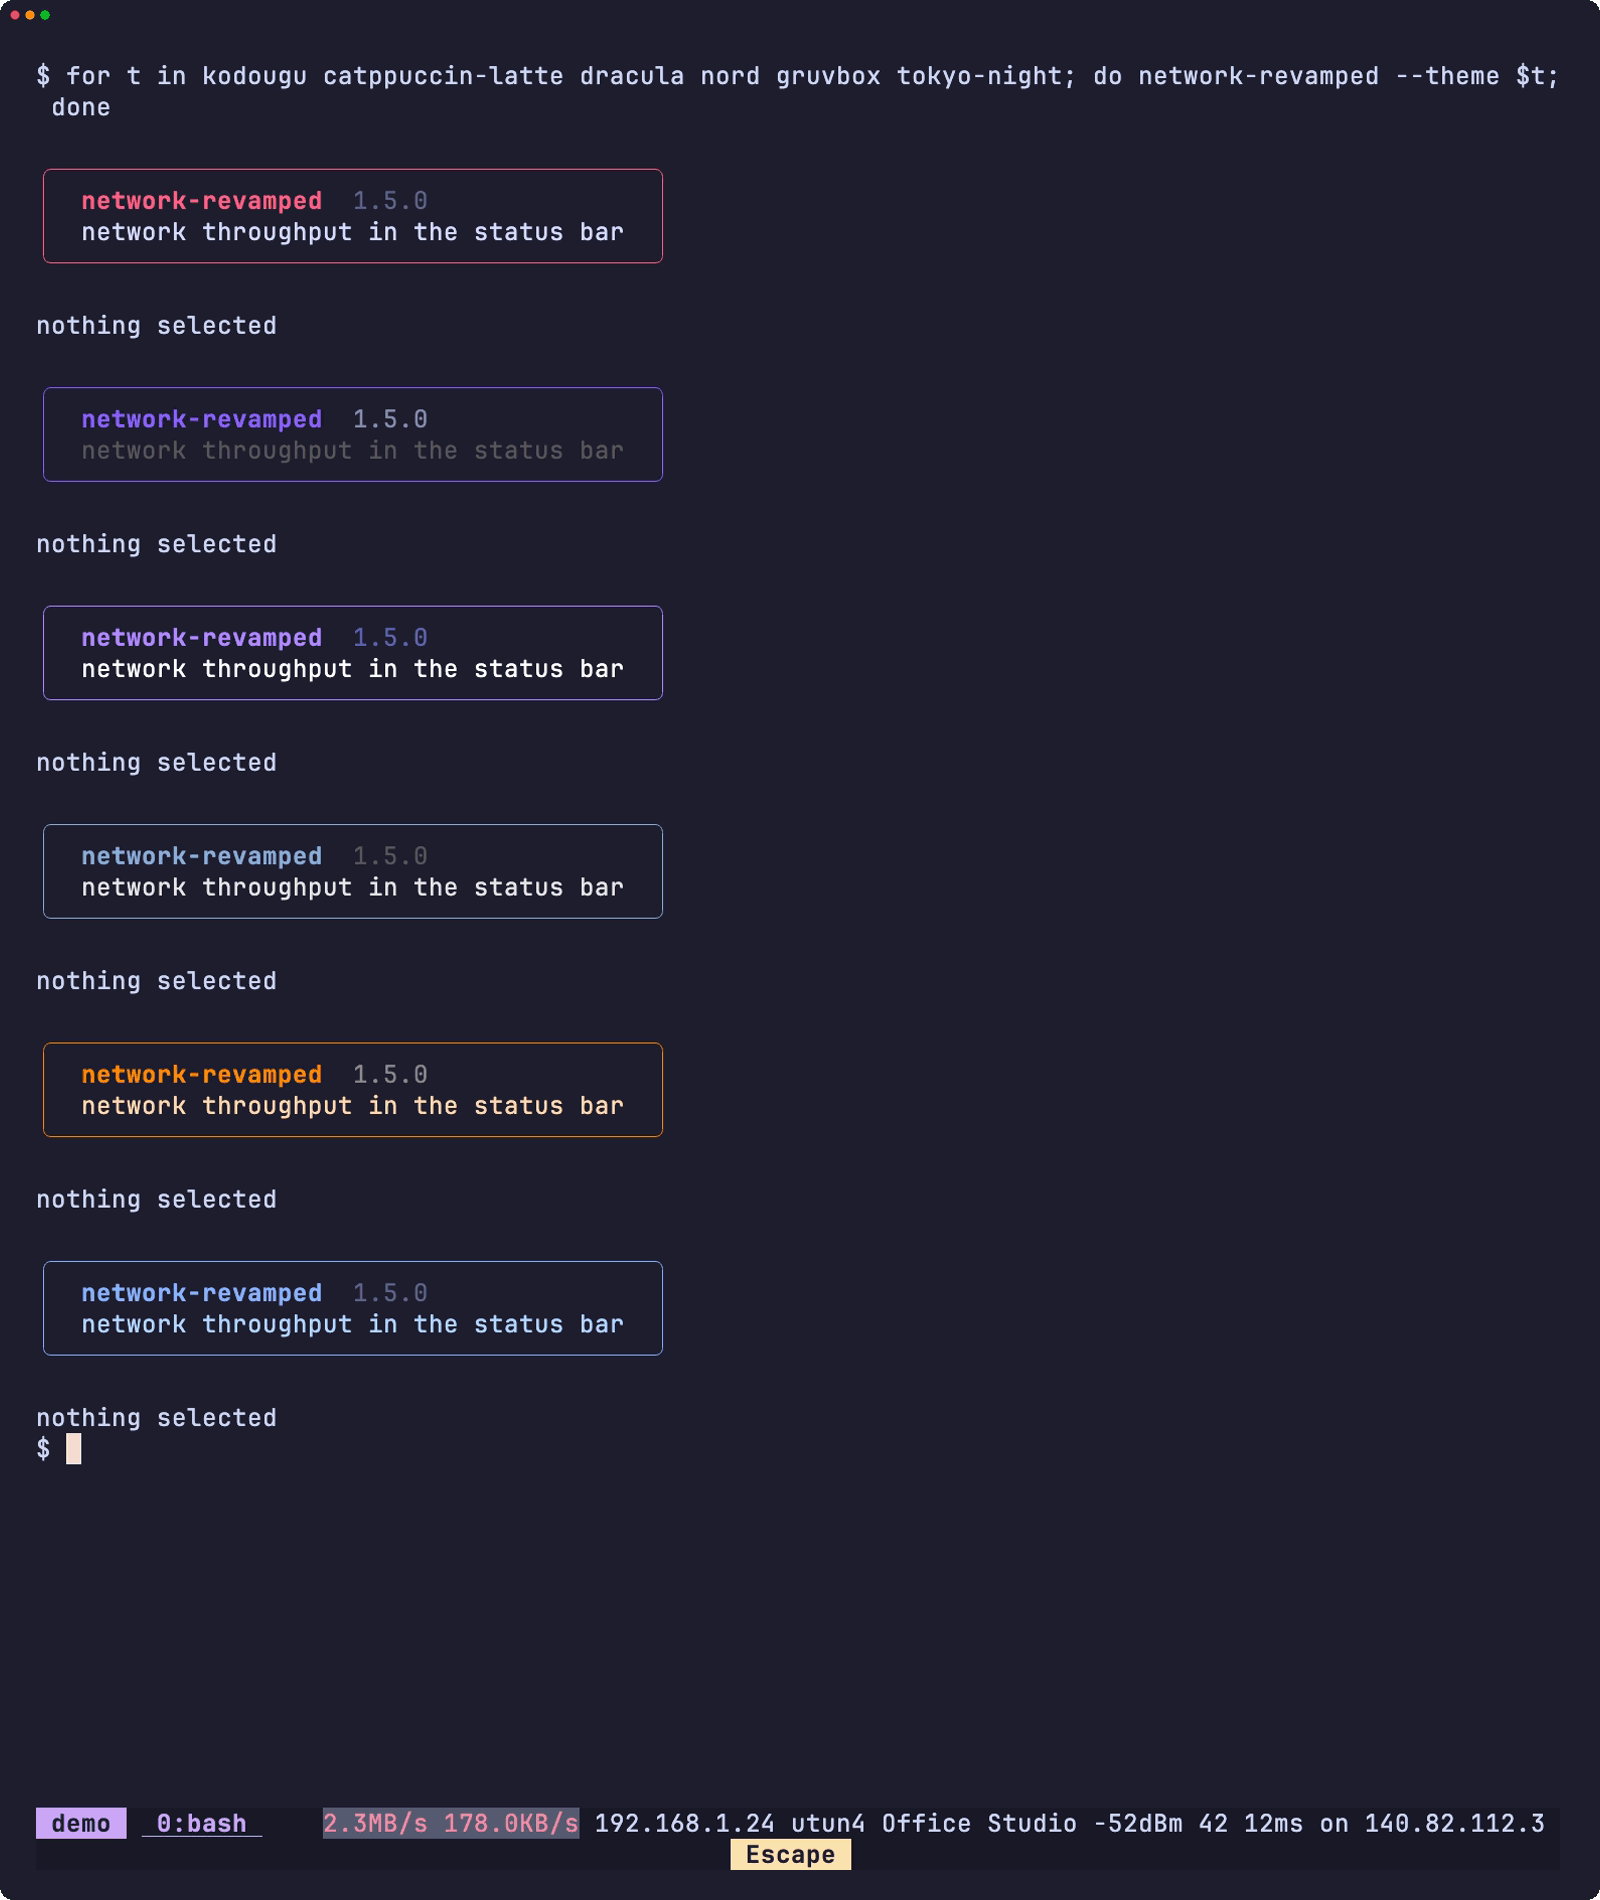 $ for t in kodougu catppuccin-latte dracula nord gruvbox tokyo-night; do network-revamped --theme $t;
done
network-revamped 1.5.0
network throughput in the status bar
nothing selected
network-revamped 1.5.0
network throughput in the status bar
nothing selected
network-revamped 1.5.0
network throughput in the status bar
nothing selected
network-revamped 1.5.0
network throughput in the status bar
nothing selected
network-revamped 1.5.0
network throughput in the status bar
nothing selected
network-revamped 1.5.0
network throughput in the status bar
nothing selected
$
demo 0:bash 2.3MB/s 178.0KB/s 192.168.1.24 utun4 Office Studio -52dBm 42 12ms on 140.82.112.3
Escape